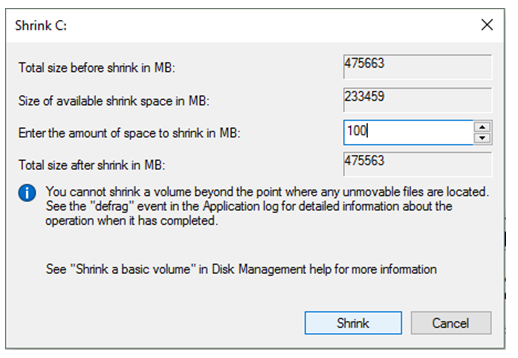 Shrink C:
Total size before shrink in MB: 475663
Size of available shrink space in MB: 233459
Enter the amount of space to shrink in MB: 100
Total size after shrink in MB: 475563
You cannot shrink a volume beyond the point where any unmovable files are located.
See the "defrag" event in the Application log for detailed information about the
operation when it has completed.
See "Shrink a basic volume" in Disk Management help for more information
Shrink Cancel